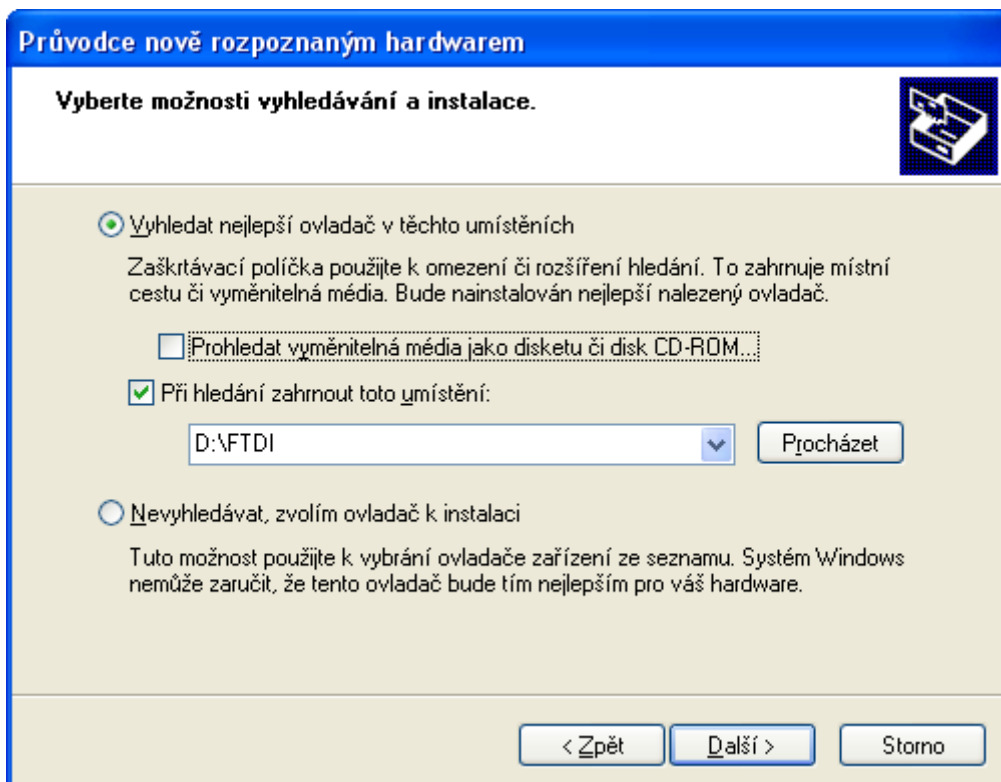 Průvodce nově rozpoznaným hardwarem
Vyberte možnosti vyhledávání a instalace.
Vyhledat nejlepší ovladač v těchto umístěních
Zaškrtávací políčka použijte k omezení či rozšíření hledání. To zahrnuje místní
cestu či vyměnitelná média. Bude nainstalován nejlepší nalezený ovladač.
Prohledat vyměnitelná média jako disketu či disk CD-ROM...
Při hledání zahrnout toto umístění:
D:\FTDI
Procházet
Nevyhledávat, zvolím ovladač k instalaci
Tuto možnost použijte k vybrání ovladače zařízení ze seznamu. Systém Windows
nemůže zaručit, že tento ovladač bude tím nejlepším pro váš hardware.
< Zpět
Další >
Storno